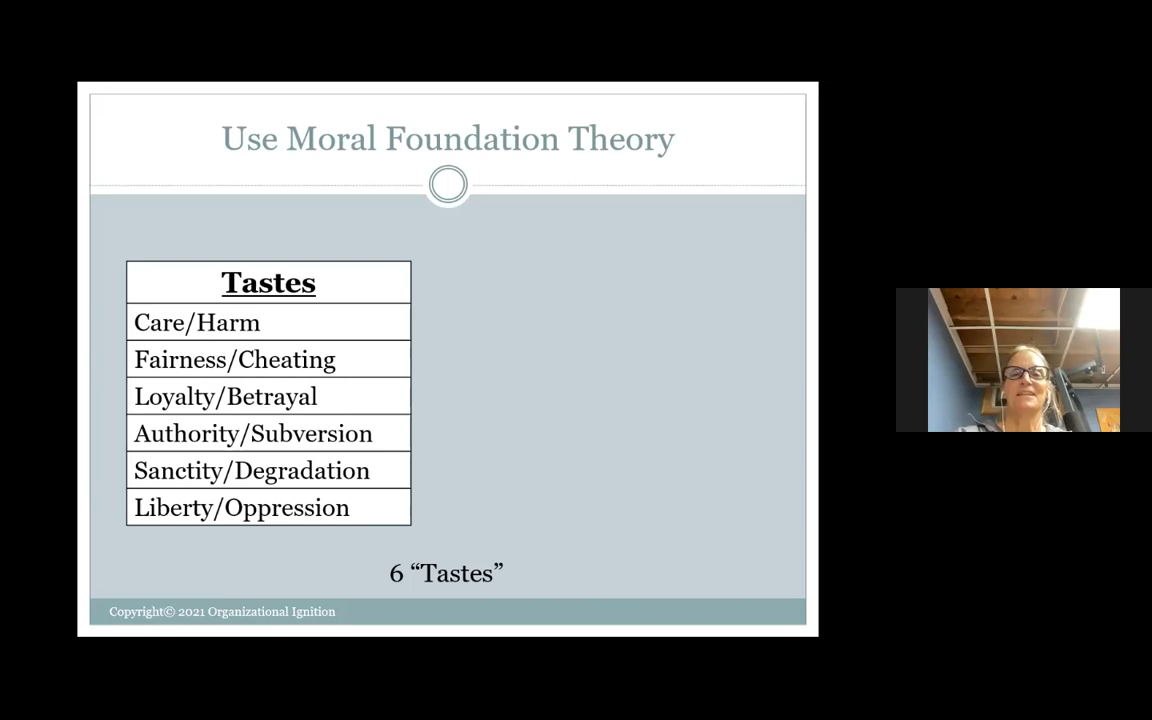 Use Moral Foundation Theory
Tastes
Care/Harm
Fairness/Cheating
Loyalty/Betrayal
Authority/Subversion
Sanctity/Degradation
Liberty/Oppression
6 “Tastes”
Copyright© 2021 Organizational Ignition